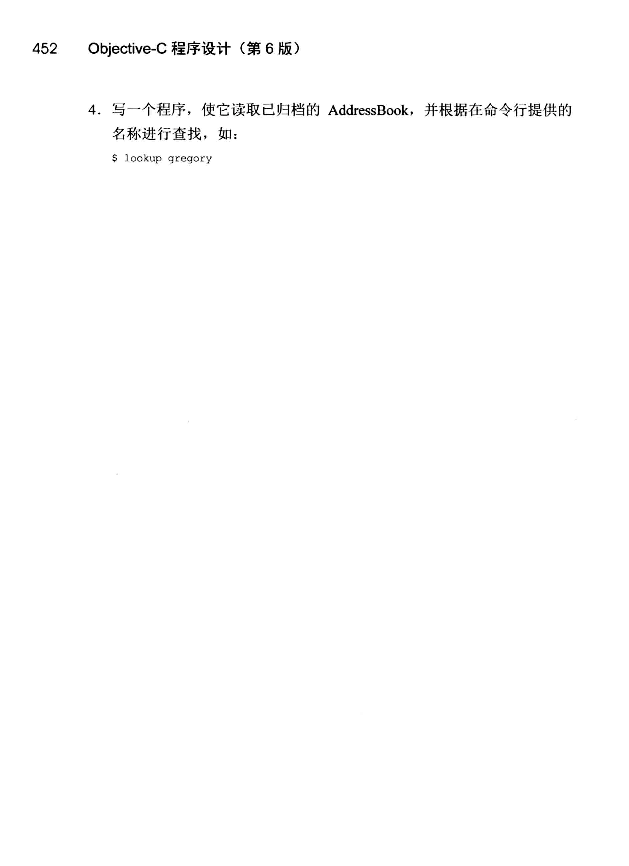 452 Objective-C 程序设计（第 6 版）
4. 写一个程序，使它读取已归档的 AddressBook，并根据在命令行提供的
名称进行查找，如：
$ lookup gregory